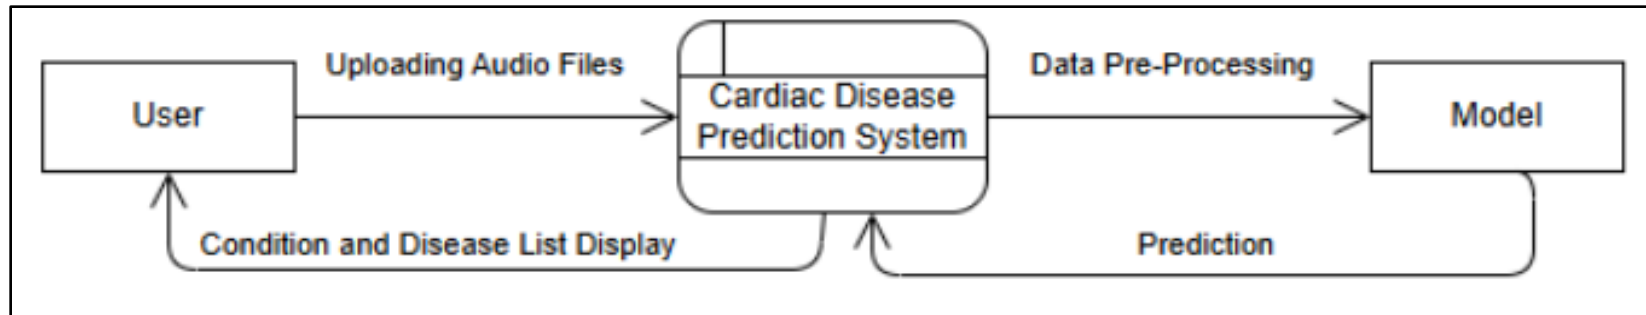 Uploading Audio Files
Data Pre-Processing
User
Cardiac Disease
Prediction System
Model
Condition and Disease List Display
Prediction